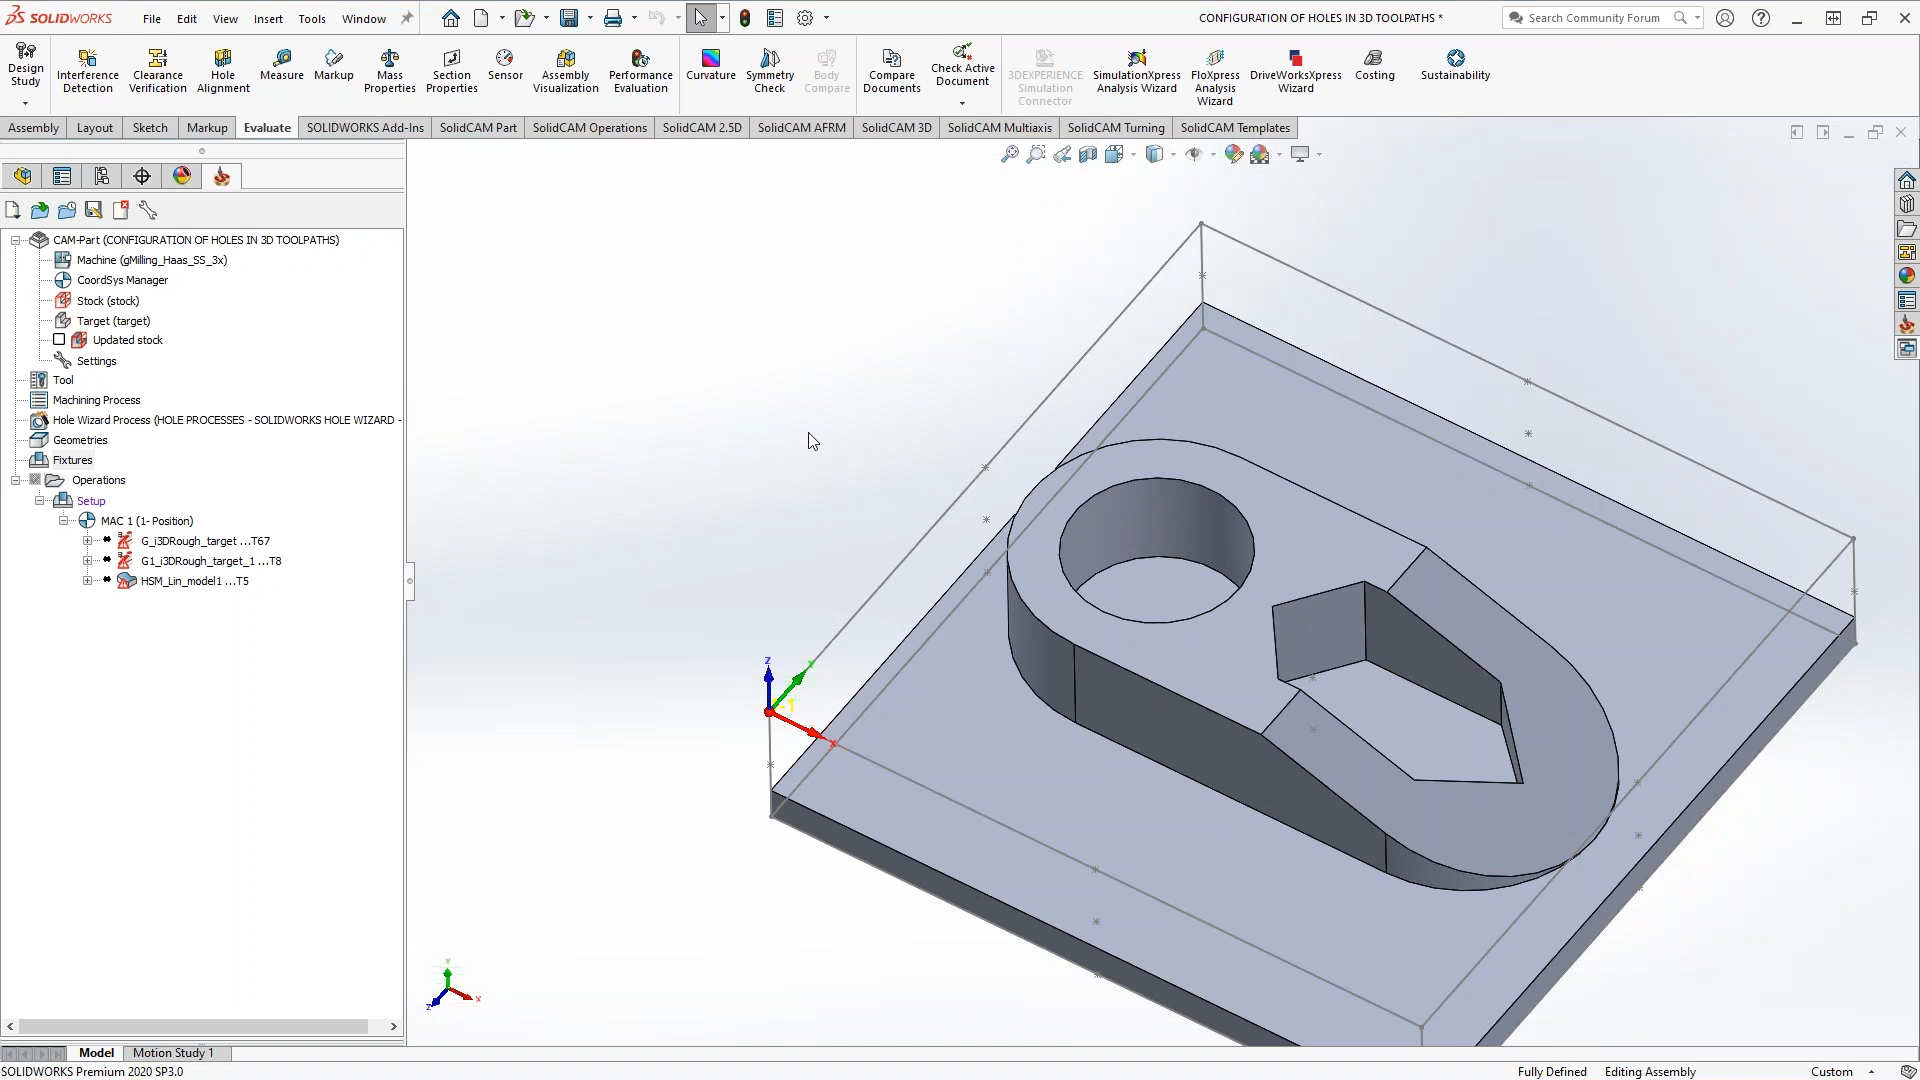 SOLIDWORKS
File Edit View Insert Tools Window
CONFIGURATION OF HOLES IN 3D TOOLPATHS *
Search Community Forum
Design Study
Interference Detection
Clearance Verification
Hole Alignment
Measure
Markup
Mass Properties
Section Properties
Sensor
Assembly Visualization
Performance Evaluation
Curvature
Symmetry Check
Body Compare
Compare Documents
Check Active Document
3DEXPERIENCE Simulation Connector
SimulationXpress Analysis Wizard
FloXpress Analysis Wizard
DriveWorksXpress Wizard
Costing
Sustainability
Assembly Layout Sketch Markup Evaluate SOLIDWORKS Add-Ins SolidCAM Part SolidCAM Operations SolidCAM 2.5D SolidCAM AFRM SolidCAM 3D SolidCAM Multiaxis SolidCAM Turning SolidCAM Templates
CAM-Part (CONFIGURATION OF HOLES IN 3D TOOLPATHS)
Machine (gMilling_Haas_SS_3x)
CoordSys Manager
Stock (stock)
Target (target)
Updated stock
Settings
Tool
Machining Process
Hole Wizard Process (HOLE PROCESSES - SOLIDWORKS HOLE WIZARD -
Geometries
Fixtures
Operations
Setup
MAC 1 (1- Position)
G_i3DRough_target ...T67
G1_i3DRough_target_1 ...T8
HSM_Lin_model1 ...T5
Z
X
Y
X
Z
Model Motion Study 1
SOLIDWORKS Premium 2020 SP3.0
Fully Defined Editing Assembly Custom